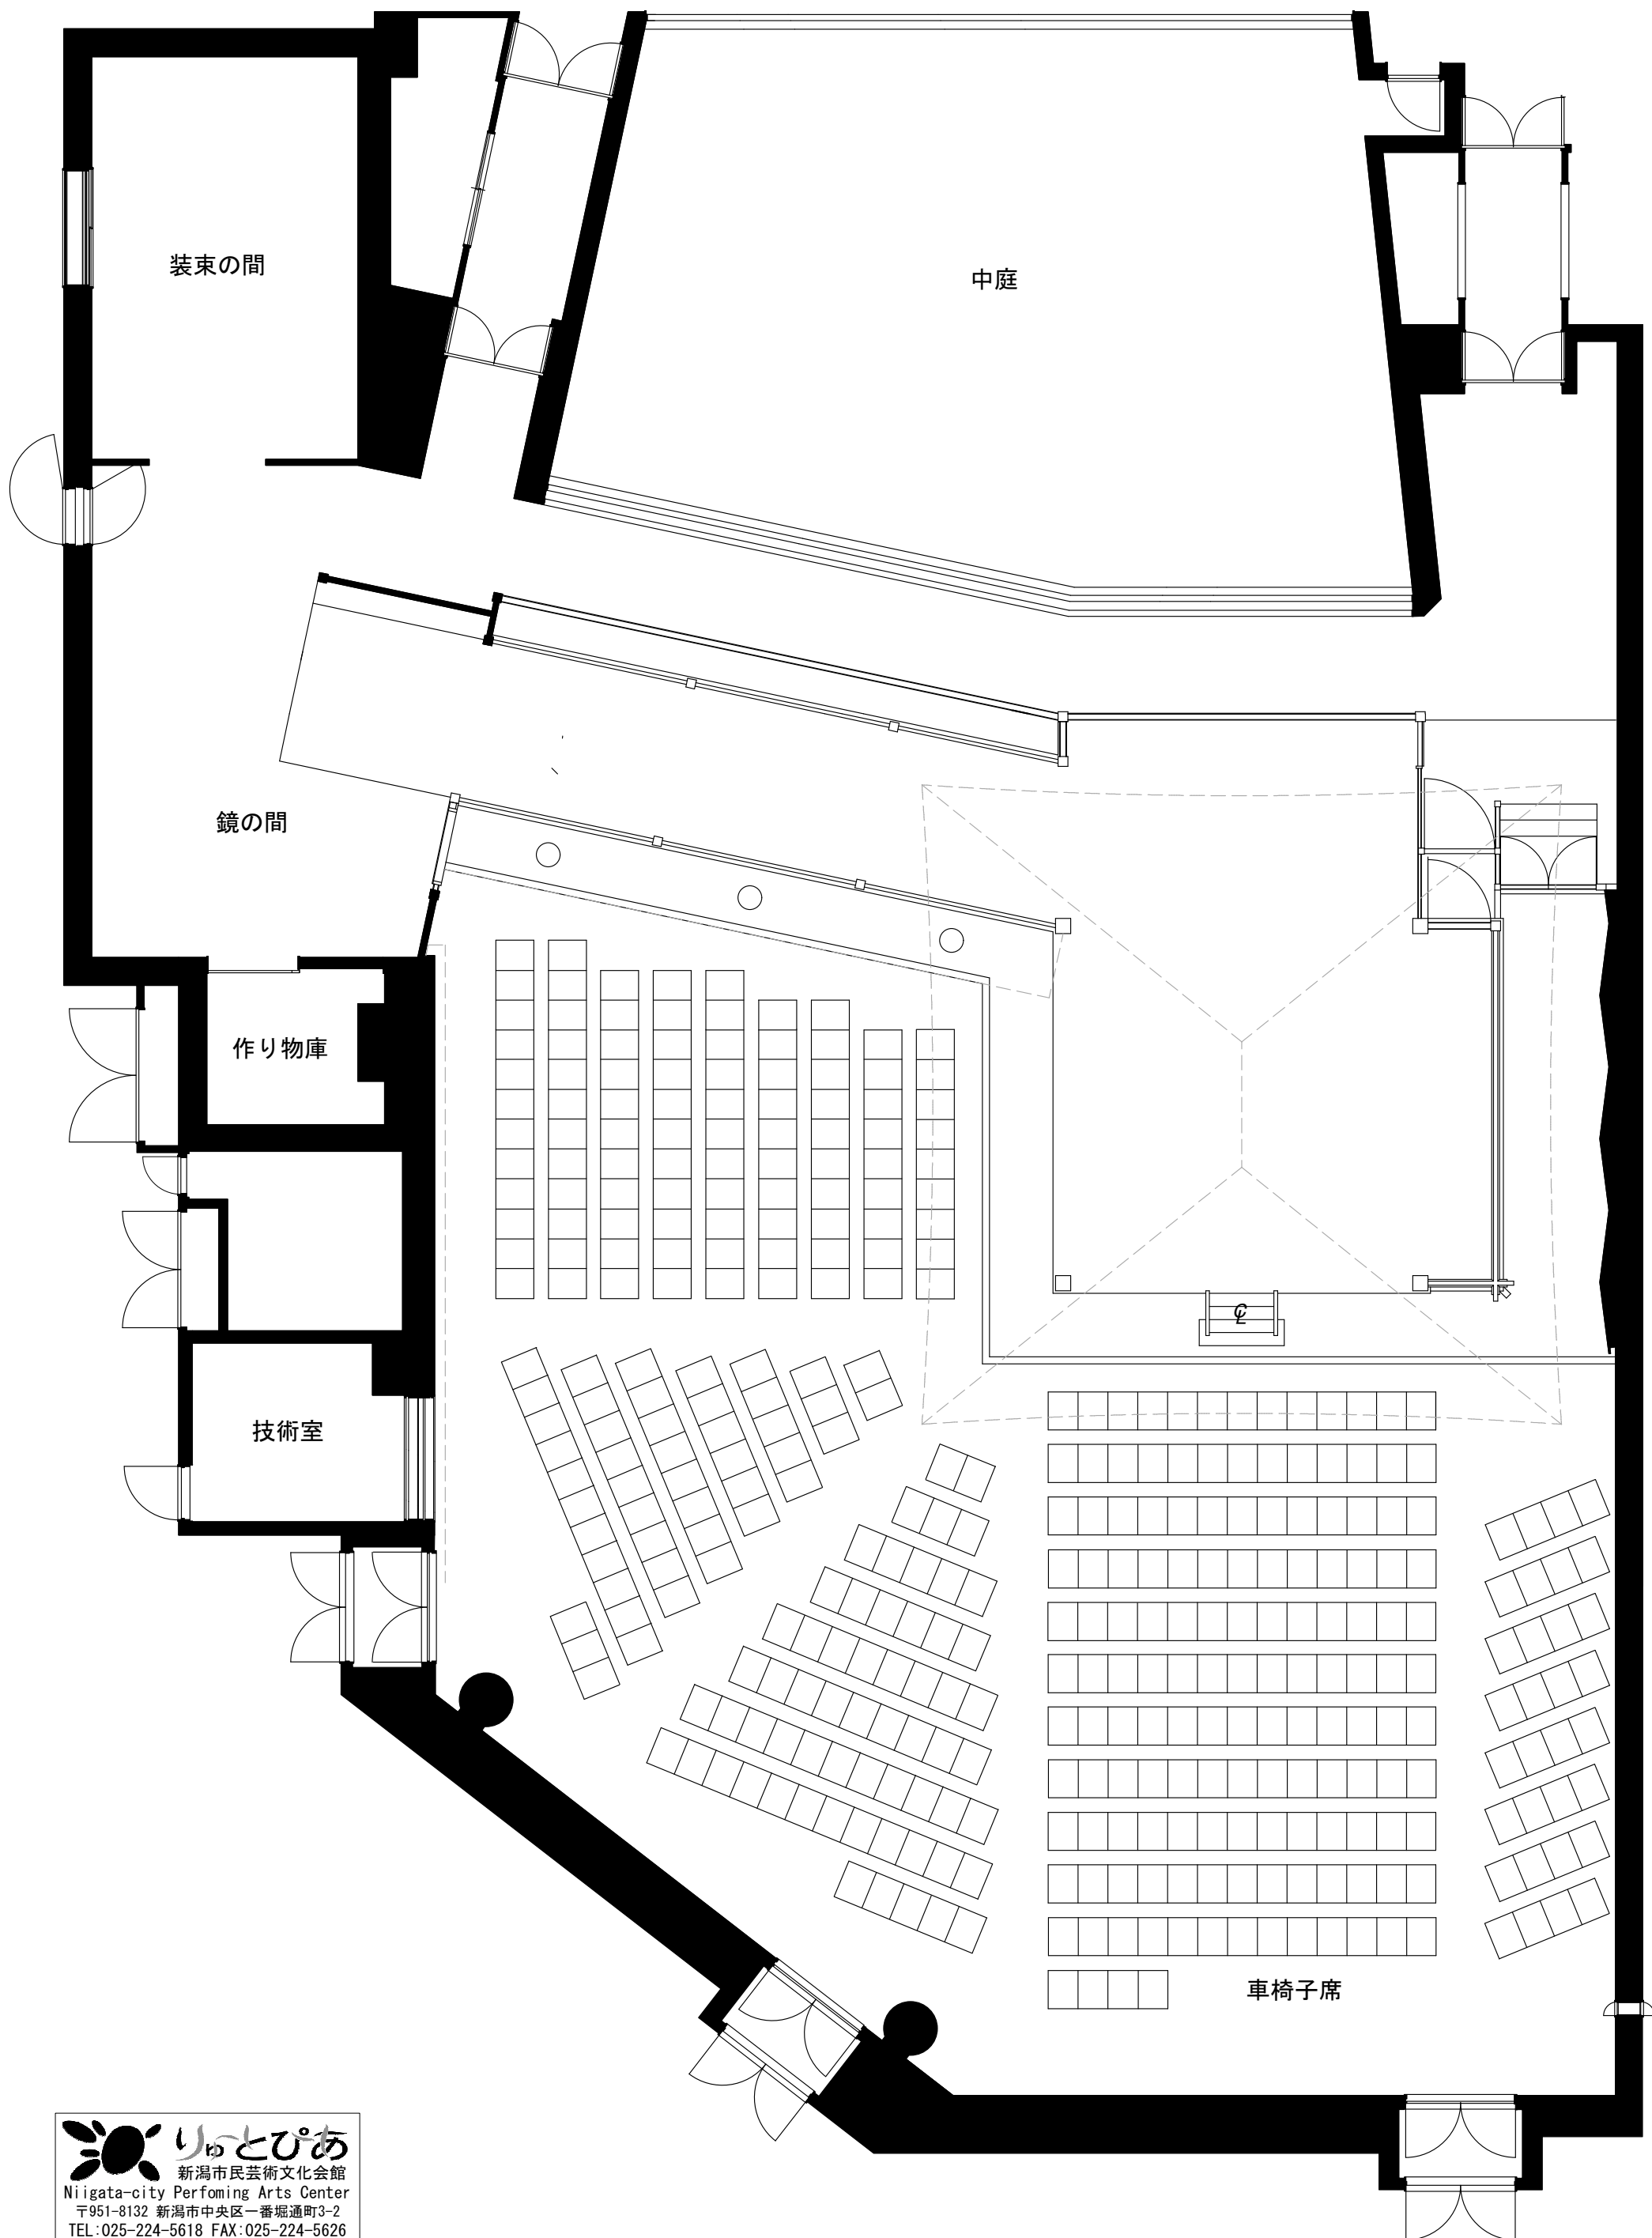 装束の間
中庭
鏡の間
作り物庫
技術室
℄
車椅子席
りゅーとぴあ
新潟市民芸術文化会館
Niigata-city Perfoming Arts Center
〒951-8132 新潟市中央区一番堀通町3-2
TEL:025-224-5618 FAX:025-224-5626